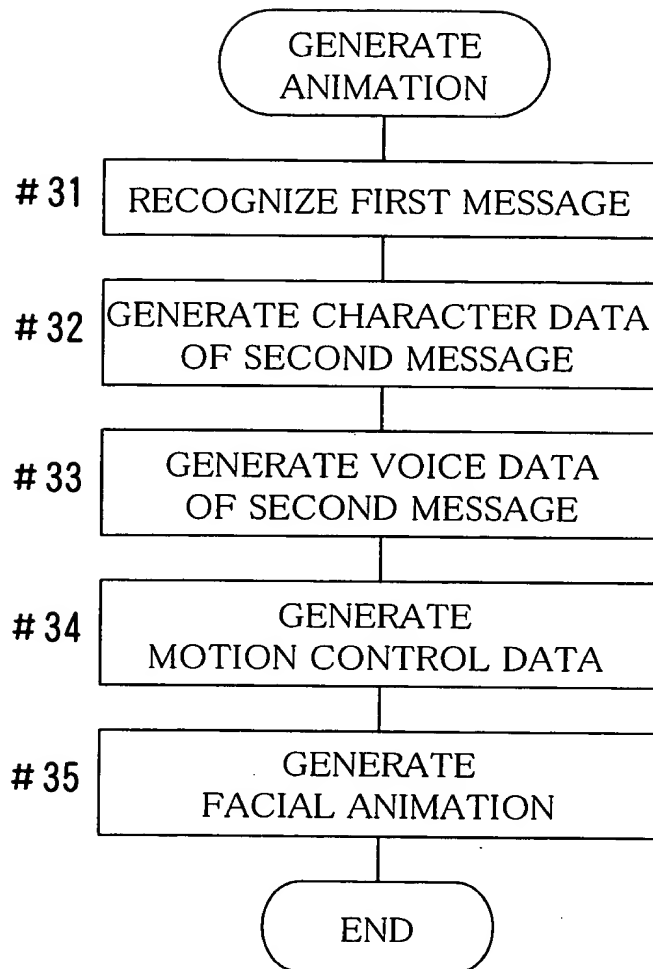 GENERATE
ANIMATION
#31
RECOGNIZE FIRST MESSAGE
#32
GENERATE CHARACTER DATA
OF SECOND MESSAGE
#33
GENERATE VOICE DATA
OF SECOND MESSAGE
#34
GENERATE
MOTION CONTROL DATA
#35
GENERATE
FACIAL ANIMATION
END